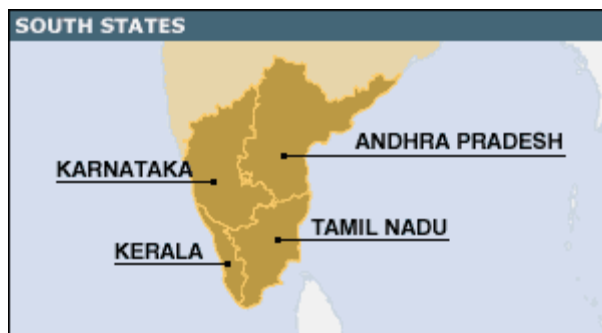 SOUTH STATES
ANDHRA PRADESH
KARNATAKA
TAMIL NADU
KERALA